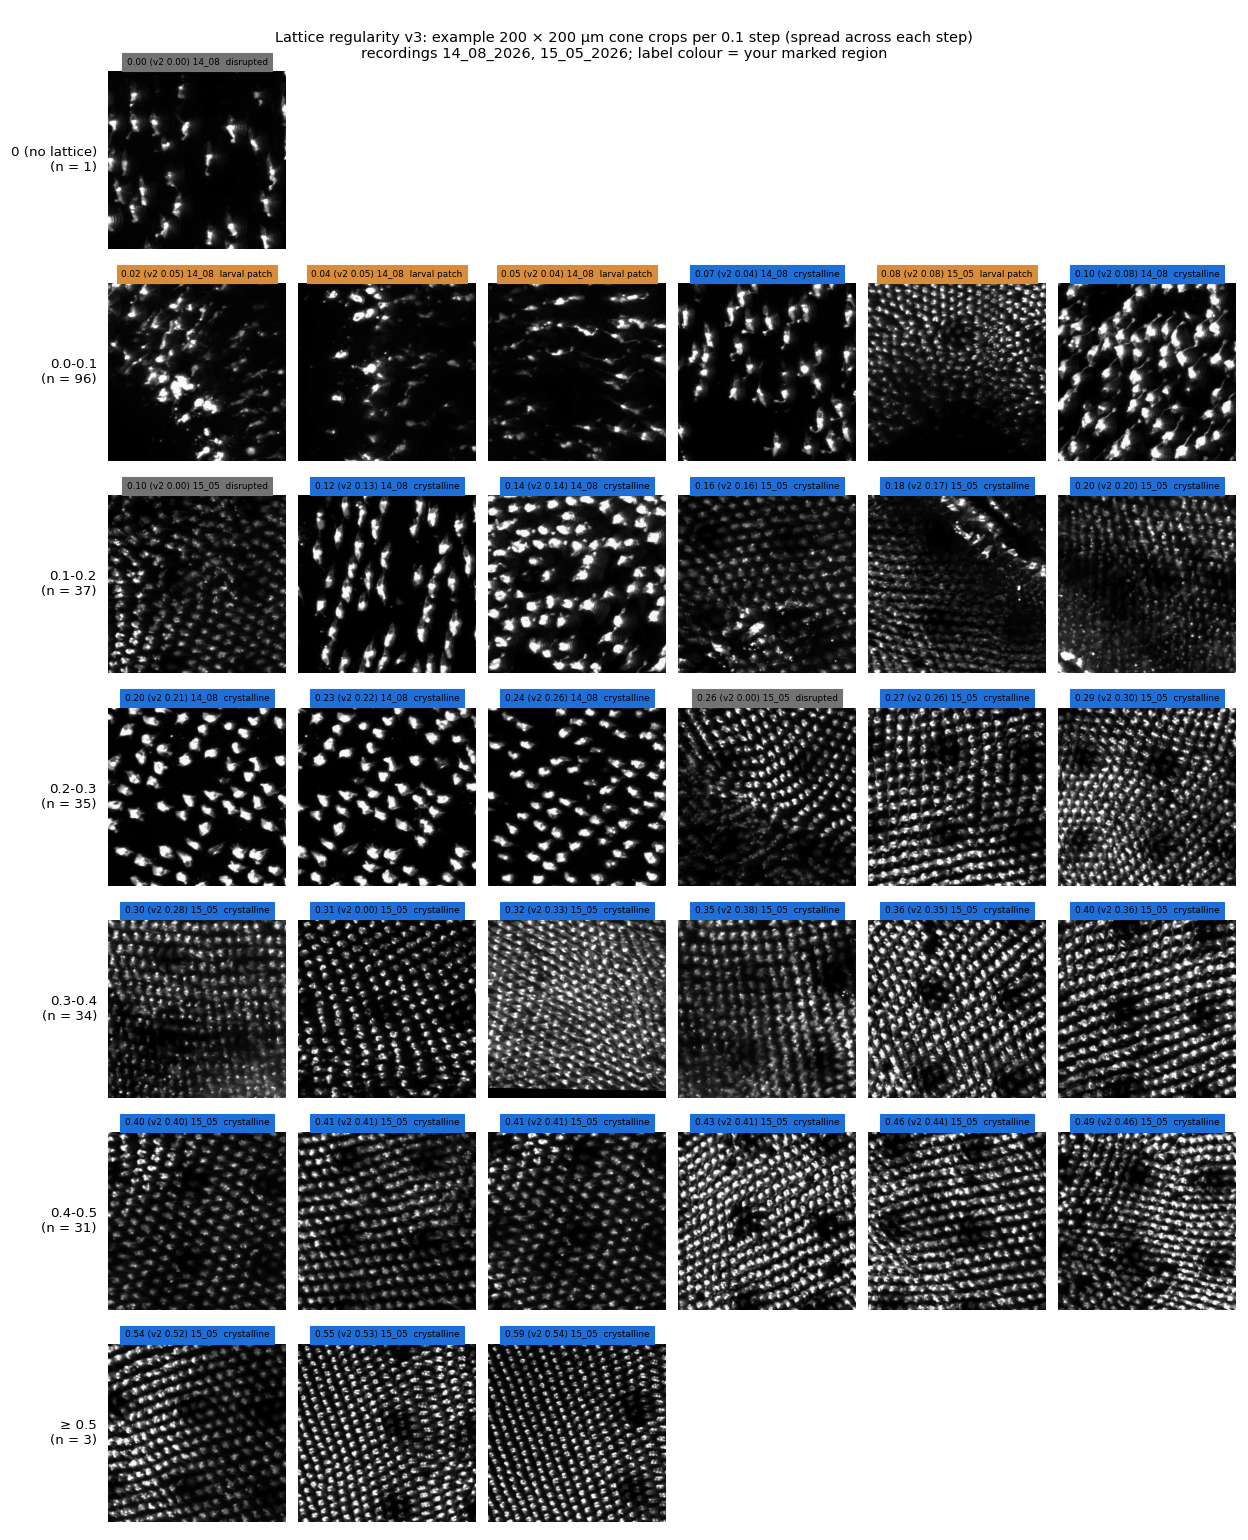 Lattice regularity v3: example 200 × 200 µm cone crops per 0.1 step (spread across each step)
recordings 14_08_2026, 15_05_2026; label colour = your marked region
0.00 (v2 0.00) 14_08  disrupted
0 (no lattice)
(n = 1)
0.02 (v2 0.05) 14_08  larval patch
0.04 (v2 0.05) 14_08  larval patch
0.05 (v2 0.04) 14_08  larval patch
0.07 (v2 0.04) 14_08  crystalline
0.08 (v2 0.08) 15_05  larval patch
0.10 (v2 0.08) 14_08  crystalline
0.0-0.1
(n = 96)
0.10 (v2 0.00) 15_05  disrupted
0.12 (v2 0.13) 14_08  crystalline
0.14 (v2 0.14) 14_08  crystalline
0.16 (v2 0.16) 15_05  crystalline
0.18 (v2 0.17) 15_05  crystalline
0.20 (v2 0.20) 15_05  crystalline
0.1-0.2
(n = 37)
0.20 (v2 0.21) 14_08  crystalline
0.23 (v2 0.22) 14_08  crystalline
0.24 (v2 0.26) 14_08  crystalline
0.26 (v2 0.00) 15_05  disrupted
0.27 (v2 0.26) 15_05  crystalline
0.29 (v2 0.30) 15_05  crystalline
0.2-0.3
(n = 35)
0.30 (v2 0.28) 15_05  crystalline
0.31 (v2 0.00) 15_05  crystalline
0.32 (v2 0.33) 15_05  crystalline
0.35 (v2 0.38) 15_05  crystalline
0.36 (v2 0.35) 15_05  crystalline
0.40 (v2 0.36) 15_05  crystalline
0.3-0.4
(n = 34)
0.40 (v2 0.40) 15_05  crystalline
0.41 (v2 0.41) 15_05  crystalline
0.41 (v2 0.41) 15_05  crystalline
0.43 (v2 0.41) 15_05  crystalline
0.46 (v2 0.44) 15_05  crystalline
0.49 (v2 0.46) 15_05  crystalline
0.4-0.5
(n = 31)
0.54 (v2 0.52) 15_05  crystalline
0.55 (v2 0.53) 15_05  crystalline
0.59 (v2 0.54) 15_05  crystalline
≥ 0.5
(n = 3)